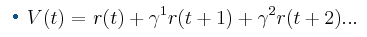 • V(t) = r(t) + γ¹r(t + 1) + γ²r(t + 2)...